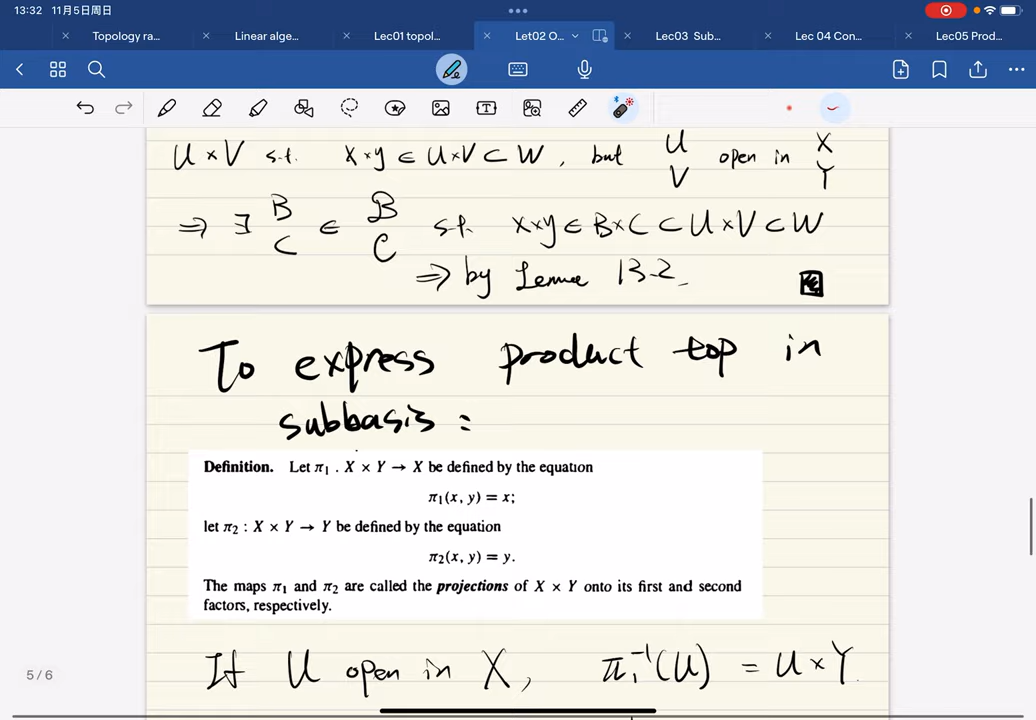 13:32 11月5日周日
Topology ra... Linear alge... Lec01 topol... Let02 O... Lec03 Sub... Lec 04 Con... Lec05 Prod...
U × V s.t. x×y ∈ U×V ⊂ W, but U open in X
V Y
⇒ ∃ B ∈ ℬ s.t. x×y ∈ B×C ⊂ U×V ⊂ W
C C
⇒ by Lemme 13.2
To express product top in
subbasis:
Definition. Let π₁ . X × Y → X be defined by the equation
π₁(x, y) = x;
let π₂ : X × Y → Y be defined by the equation
π₂(x, y) = y.
The maps π₁ and π₂ are called the projections of X × Y onto its first and second
factors, respectively.
If U open in X, π₁⁻¹(U) = U×Y.
5 / 6